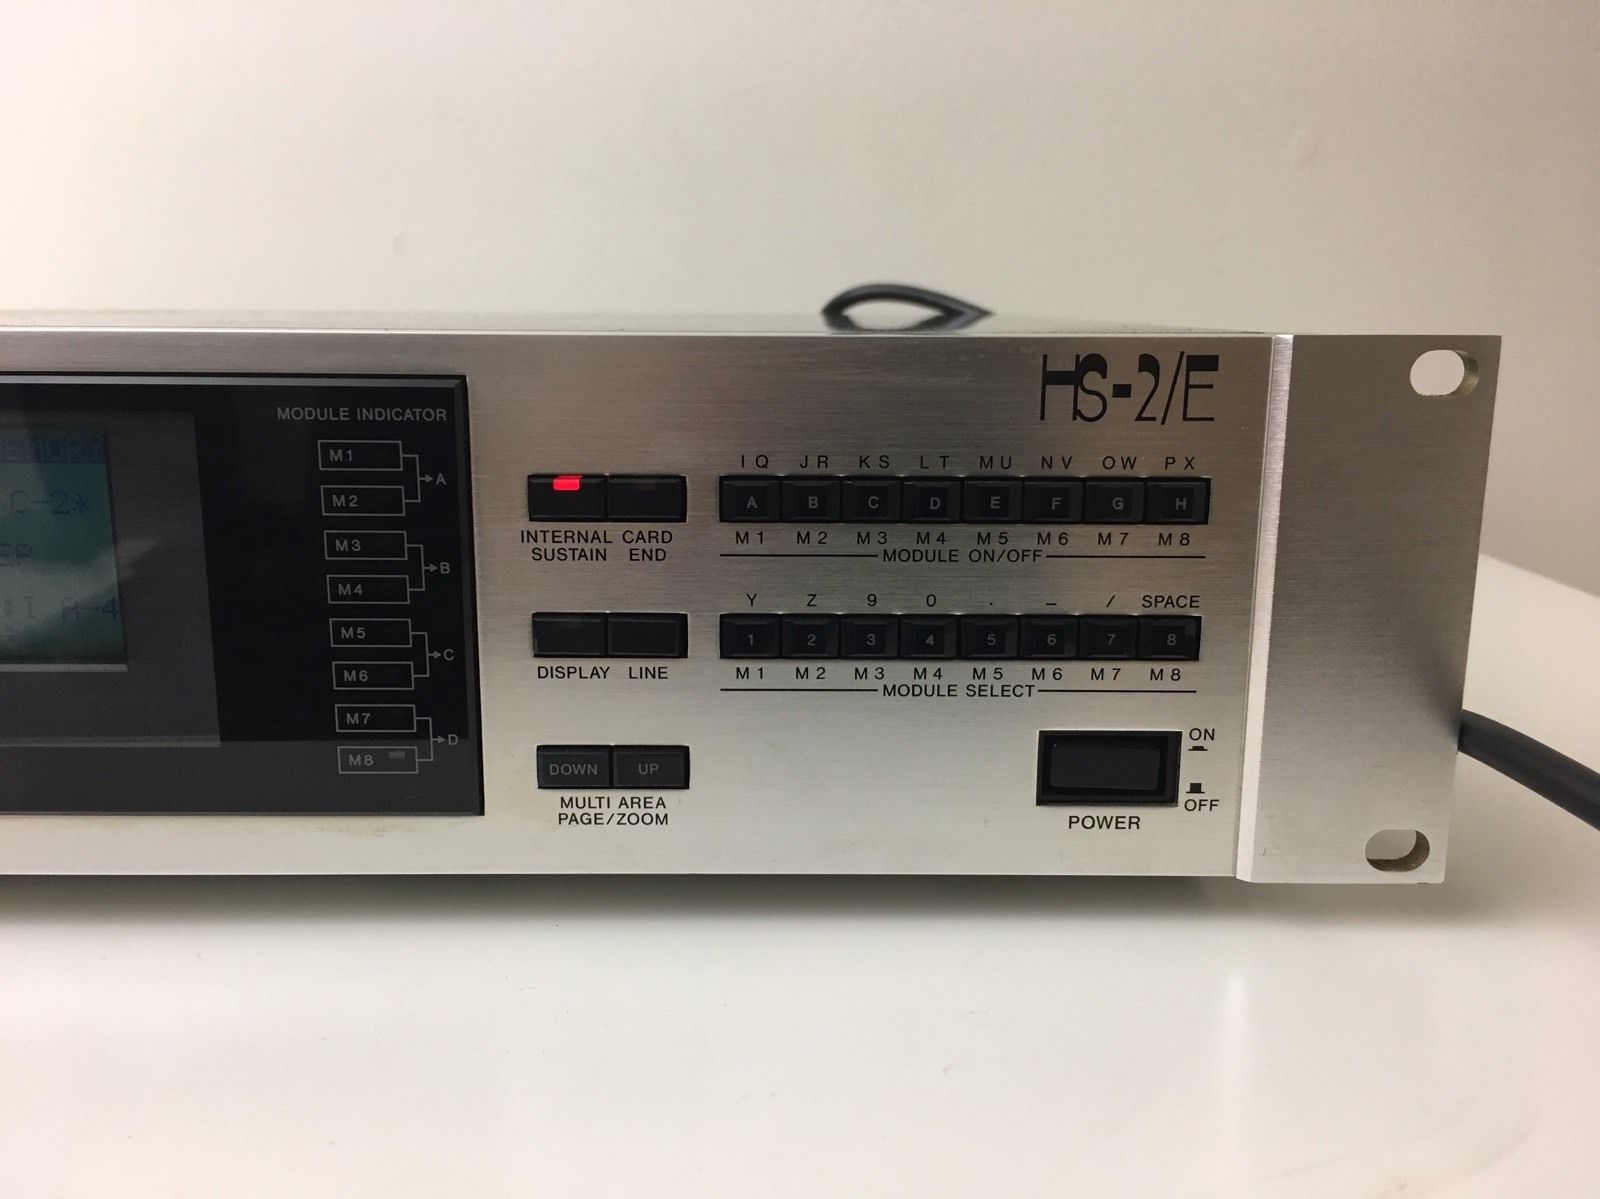 HS-2/E
MODULE INDICATOR
M1
M2
A
M3
M4
B
M5
M6
C
M7
M8
D
C-2*
INTERNAL CARD
SUSTAIN END
DISPLAY LINE
DOWN UP
MULTI AREA
PAGE/ZOOM
I Q J R K S L T M U N V O W P X
A B C D E F G H
M1 M2 M3 M4 M5 M6 M7 M8
MODULE ON/OFF
Y Z 9 0 . – / SPACE
1 2 3 4 5 6 7 8
M1 M2 M3 M4 M5 M6 M7 M8
MODULE SELECT
ON
OFF
POWER